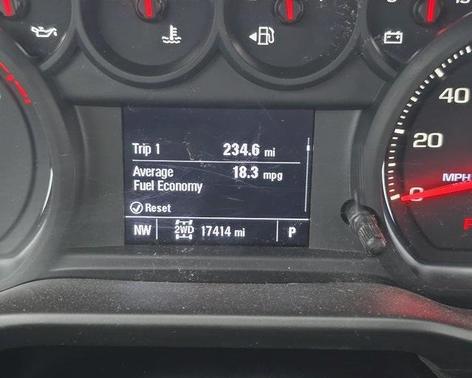 40
20
MPH
0
Trip 1 234.6 mi
Average 18.3 mpg
Fuel Economy
Reset
NW 2WD 17414 mi P